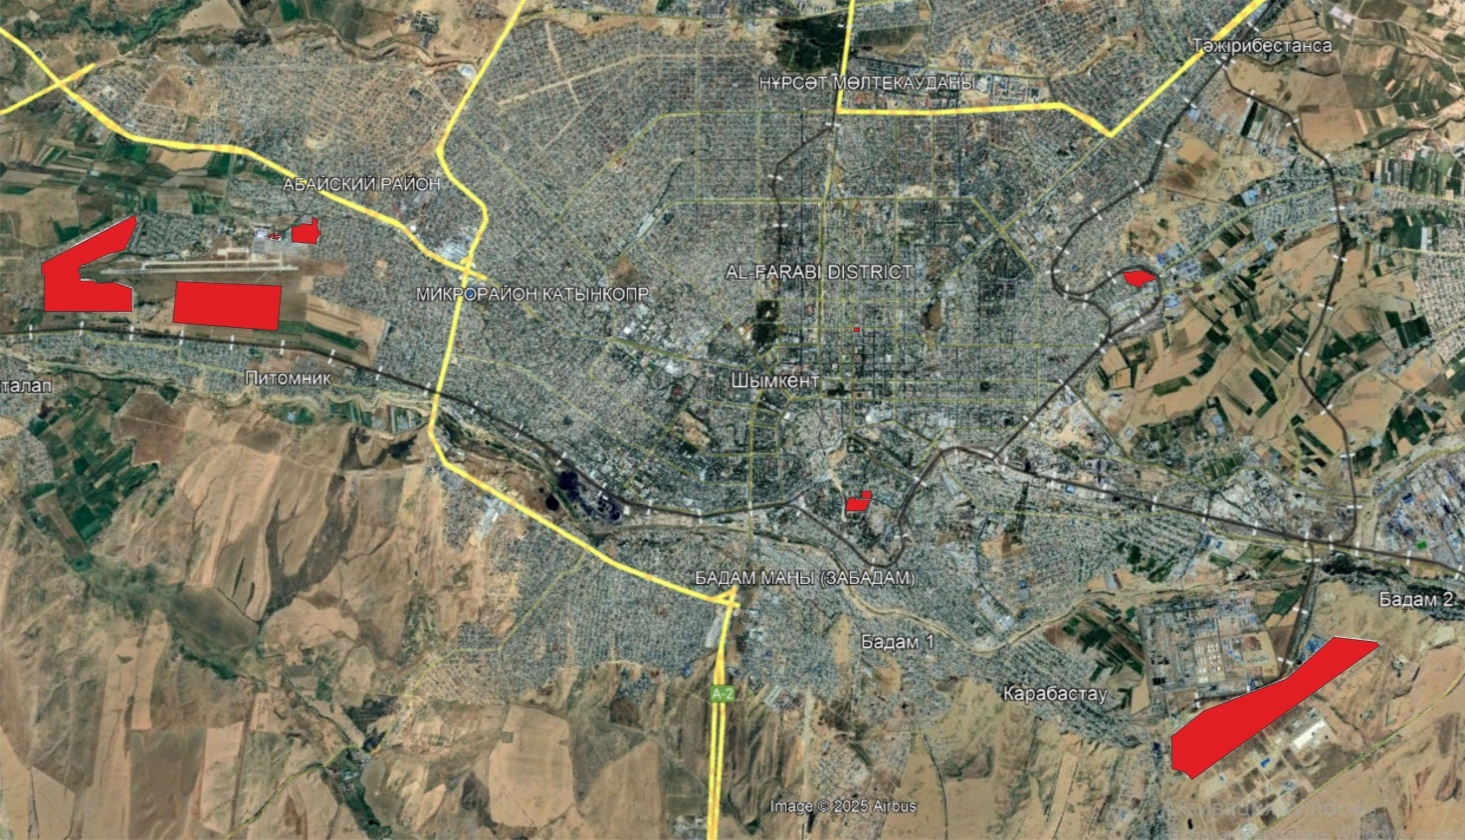 Тәжірибестанса
НҰРСӘТ МӨЛТЕКАУДАНЫ
АБАЙСКИЙ РАЙОН
AL-FARABI DISTRICT
МИКРОРАЙОН КАТЫНКОПР
Питомник
талап
Шымкент
БАДАМ МАҢЫ (ЗАБАДАМ)
Бадам 2
Бадам 1
Карабастау
A-2
Image © 2025 Airbus